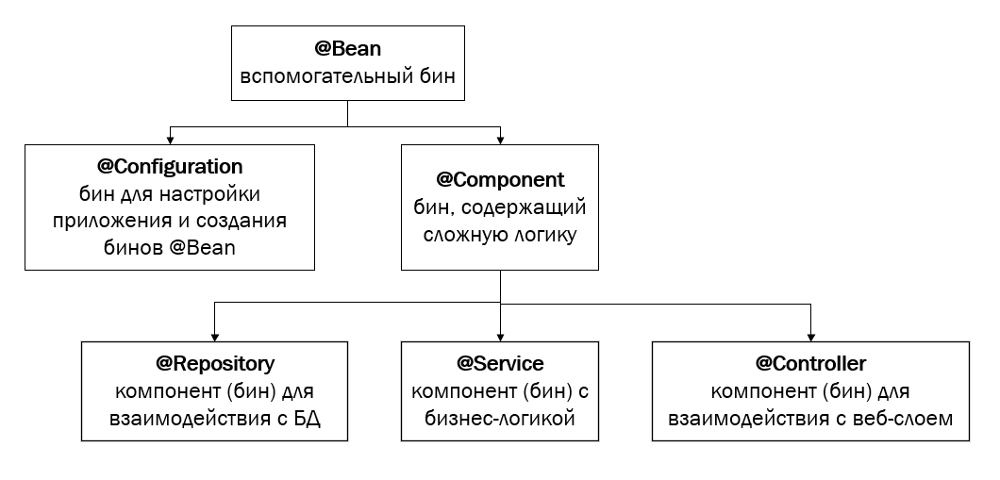 @Bean
вспомогательный бин
@Configuration
бин для настройки
приложения и создания
бинов @Bean
@Component
бин, содержащий
сложную логику
@Repository
компонент (бин) для
взаимодействия с БД
@Service
компонент (бин) с
бизнес-логикой
@Controller
компонент (бин) для
взаимодействия с веб-слоем